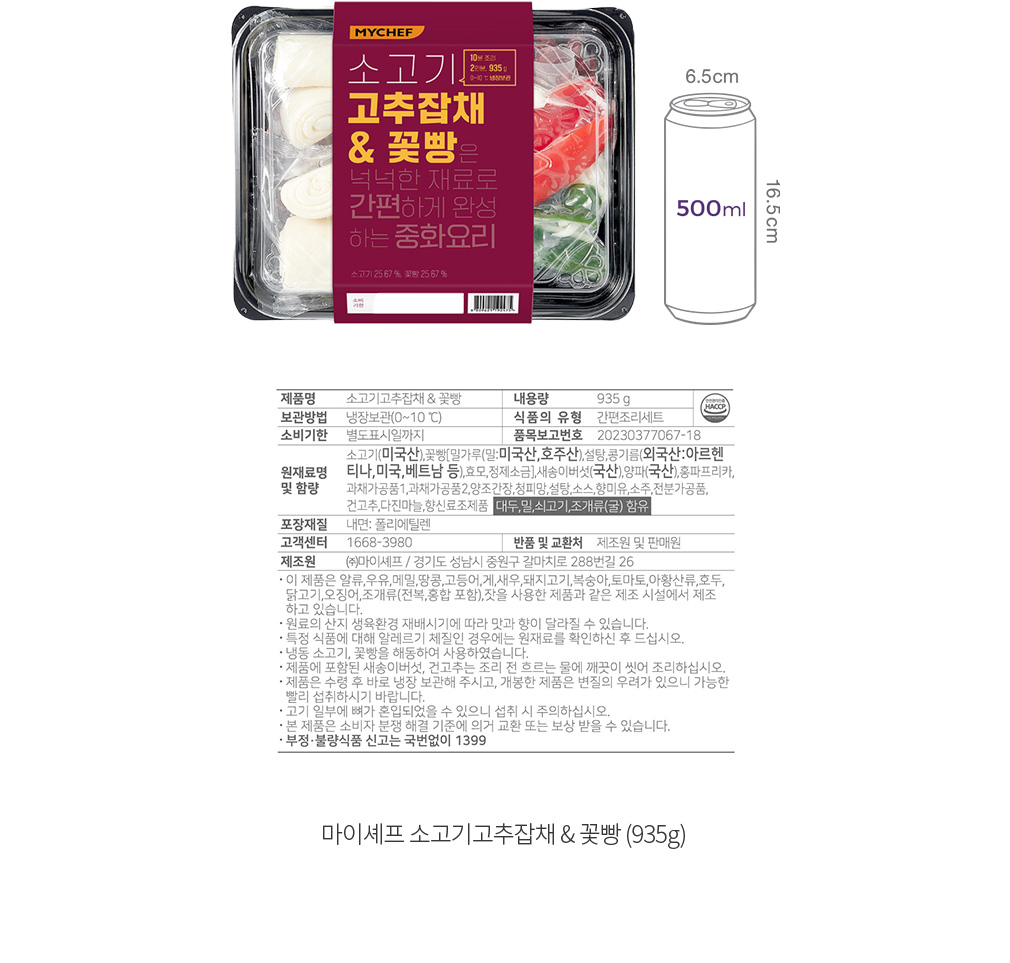 MYCHEF
소고기
10분 조리
2인분, 935 g
0~10 ℃ 냉장보관
고추잡채
& 꽃빵은
넉넉한 재료로
간편하게 완성
하는 중화요리
소고기 25.67 %, 꽃빵 25.67 %
소비
기한
6.5cm
500ml
16.5cm
제품명 소고기고추잡채 & 꽃빵 내용량 935 g
HACCP
보관방법 냉장보관(0~10 ℃) 식품의 유형 간편조리세트
소비기한 별도표시일까지 품목보고번호 20230377067-18
원재료명 및 함량
소고기(미국산),꽃빵[밀가루(밀:미국산,호주산),설탕,콩기름(외국산:아르헨
티나,미국,베트남 등),효모,정제소금],새송이버섯(국산),양파(국산),홍파프리카,
과채가공품1,과채가공품2,양조간장,청피망,설탕,소스,향미유,소주,전분가공품,
건고추,다진마늘,향신료조제품 대두,밀,쇠고기,조개류(굴) 함유
포장재질 내면: 폴리에틸렌
고객센터 1668-3980 반품 및 교환처 제조원 및 판매원
제조원 ㈜마이셰프 / 경기도 성남시 중원구 갈마치로 288번길 26
· 이 제품은 알류,우유,메밀,땅콩,고등어,게,새우,돼지고기,복숭아,토마토,아황산류,호두,
닭고기,오징어,조개류(전복,홍합 포함),잣을 사용한 제품과 같은 제조 시설에서 제조
하고 있습니다.
· 원료의 산지 생육환경 재배시기에 따라 맛과 향이 달라질 수 있습니다.
· 특정 식품에 대해 알레르기 체질인 경우에는 원재료를 확인하신 후 드십시오.
· 냉동 소고기, 꽃빵을 해동하여 사용하였습니다.
· 제품에 포함된 새송이버섯, 건고추는 조리 전 흐르는 물에 깨끗이 씻어 조리하십시오.
· 제품은 수령 후 바로 냉장 보관해 주시고, 개봉한 제품은 변질의 우려가 있으니 가능한
빨리 섭취하시기 바랍니다.
· 고기 일부에 뼈가 혼입되었을 수 있으니 섭취 시 주의하십시오.
· 본 제품은 소비자 분쟁 해결 기준에 의거 교환 또는 보상 받을 수 있습니다.
· 부정·불량식품 신고는 국번없이 1399
마이셰프 소고기고추잡채 & 꽃빵 (935g)